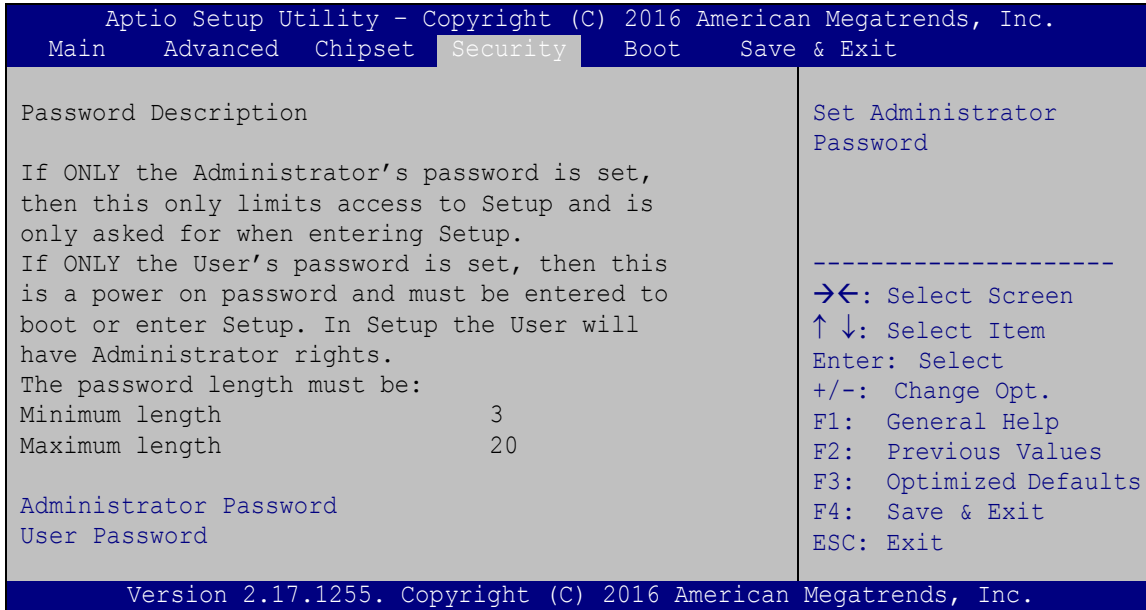 Aptio Setup Utility – Copyright (C) 2016 American Megatrends, Inc.
Main Advanced Chipset Security Boot Save & Exit
Password Description
If ONLY the Administrator’s password is set,
then this only limits access to Setup and is
only asked for when entering Setup.
If ONLY the User’s password is set, then this
is a power on password and must be entered to
boot or enter Setup. In Setup the User will
have Administrator rights.
The password length must be:
Minimum length 3
Maximum length 20
Administrator Password
User Password
Set Administrator
Password
---------------------
→←: Select Screen
↑ ↓: Select Item
Enter: Select
+/-: Change Opt.
F1: General Help
F2: Previous Values
F3: Optimized Defaults
F4: Save & Exit
ESC: Exit
Version 2.17.1255. Copyright (C) 2016 American Megatrends, Inc.